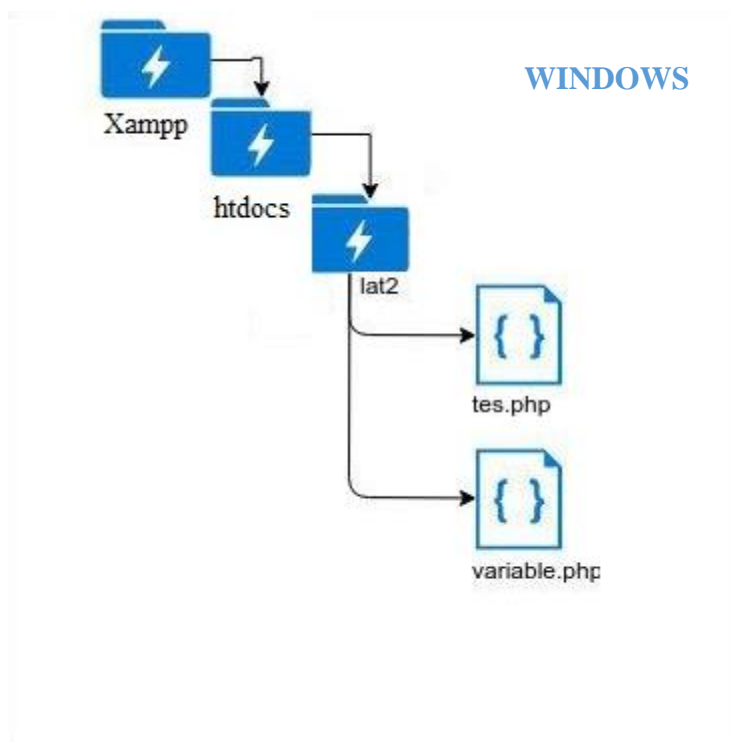 WINDOWS
Xampp
htdocs
lat2
{ }
tes.php
{ }
variable.php